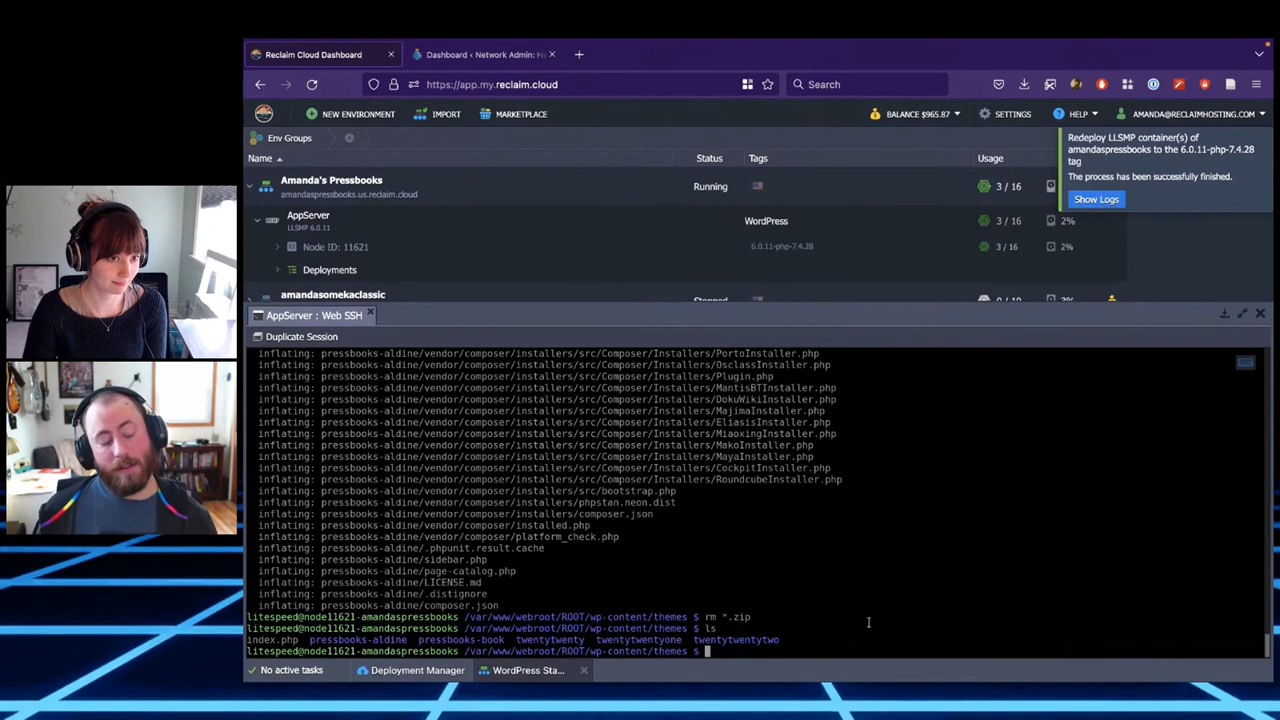 Reclaim Cloud Dashboard
Dashboard ‹ Network Admin: H
https://app.my.reclaim.cloud
Search
NEW ENVIRONMENT
IMPORT
MARKETPLACE
BALANCE $965.87
SETTINGS
HELP
AMANDA@RECLAIMHOSTING.COM
Env Groups
Name
Status
Tags
Usage
Redeploy LLSMP container(s) of
amandaspressbooks to the 6.0.11-php-7.4.28
tag
The process has been successfully finished.
Show Logs
Amanda's Pressbooks
amandaspressbooks.us.reclaim.cloud
Running
3 / 16
AppServer
LLSMP 6.0.11
WordPress
3 / 16
2%
Node ID: 11621
6.0.11-php-7.4.28
3 / 16
2%
Deployments
amandasomekaclassic
AppServer : Web SSH
Duplicate Session
inflating: pressbooks-aldine/vendor/composer/installers/src/Composer/Installers/PortoInstaller.php
inflating: pressbooks-aldine/vendor/composer/installers/src/Composer/Installers/OsclassInstaller.php
inflating: pressbooks-aldine/vendor/composer/installers/src/Composer/Installers/Plugin.php
inflating: pressbooks-aldine/vendor/composer/installers/src/Composer/Installers/MantisBTInstaller.php
inflating: pressbooks-aldine/vendor/composer/installers/src/Composer/Installers/DokuWikiInstaller.php
inflating: pressbooks-aldine/vendor/composer/installers/src/Composer/Installers/MajimaInstaller.php
inflating: pressbooks-aldine/vendor/composer/installers/src/Composer/Installers/EliasisInstaller.php
inflating: pressbooks-aldine/vendor/composer/installers/src/Composer/Installers/MiaoxingInstaller.php
inflating: pressbooks-aldine/vendor/composer/installers/src/Composer/Installers/MakoInstaller.php
inflating: pressbooks-aldine/vendor/composer/installers/src/Composer/Installers/MayaInstaller.php
inflating: pressbooks-aldine/vendor/composer/installers/src/Composer/Installers/CockpitInstaller.php
inflating: pressbooks-aldine/vendor/composer/installers/src/Composer/Installers/RoundcubeInstaller.php
inflating: pressbooks-aldine/vendor/composer/installers/src/bootstrap.php
inflating: pressbooks-aldine/vendor/composer/installers/phpstan.neon.dist
inflating: pressbooks-aldine/vendor/composer/installers/composer.json
inflating: pressbooks-aldine/vendor/composer/installed.php
inflating: pressbooks-aldine/vendor/composer/platform_check.php
inflating: pressbooks-aldine/.phpunit.result.cache
inflating: pressbooks-aldine/sidebar.php
inflating: pressbooks-aldine/page-catalog.php
inflating: pressbooks-aldine/LICENSE.md
inflating: pressbooks-aldine/.distignore
inflating: pressbooks-aldine/composer.json
litespeed@node11621-amandaspressbooks /var/www/webroot/ROOT/wp-content/themes $ rm *.zip
litespeed@node11621-amandaspressbooks /var/www/webroot/ROOT/wp-content/themes $ ls
index.php pressbooks-aldine pressbooks-book twentytwenty twentytwentyone twentytwentytwo
litespeed@node11621-amandaspressbooks /var/www/webroot/ROOT/wp-content/themes $
No active tasks
Deployment Manager
WordPress Sta...